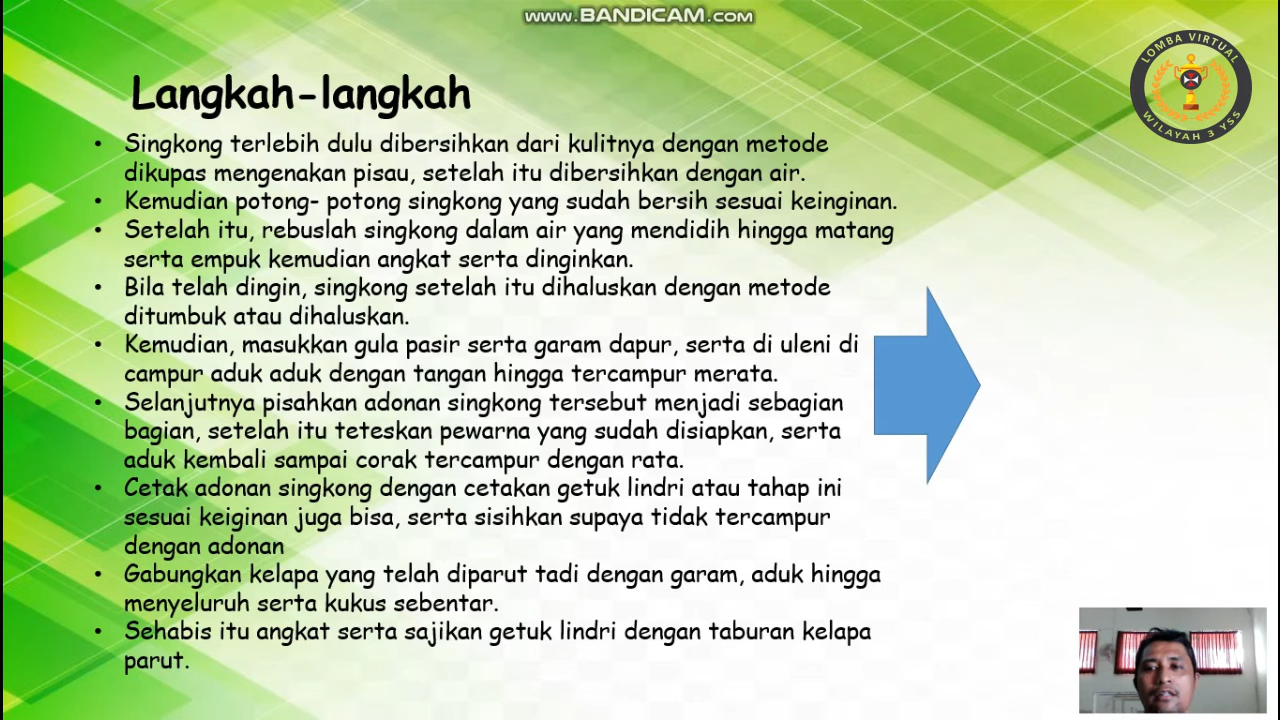 www.BANDICAM.com
LOMBA VIRTUAL
WILAYAH 3 YSS
Langkah-langkah
• Singkong terlebih dulu dibersihkan dari kulitnya dengan metode
dikupas mengenakan pisau, setelah itu dibersihkan dengan air.
• Kemudian potong- potong singkong yang sudah bersih sesuai keinginan.
• Setelah itu, rebuslah singkong dalam air yang mendidih hingga matang
serta empuk kemudian angkat serta dinginkan.
• Bila telah dingin, singkong setelah itu dihaluskan dengan metode
ditumbuk atau dihaluskan.
• Kemudian, masukkan gula pasir serta garam dapur, serta di uleni di
campur aduk aduk dengan tangan hingga tercampur merata.
• Selanjutnya pisahkan adonan singkong tersebut menjadi sebagian
bagian, setelah itu teteskan pewarna yang sudah disiapkan, serta
aduk kembali sampai corak tercampur dengan rata.
• Cetak adonan singkong dengan cetakan getuk lindri atau tahap ini
sesuai keiginan juga bisa, serta sisihkan supaya tidak tercampur
dengan adonan
• Gabungkan kelapa yang telah diparut tadi dengan garam, aduk hingga
menyeluruh serta kukus sebentar.
• Sehabis itu angkat serta sajikan getuk lindri dengan taburan kelapa
parut.